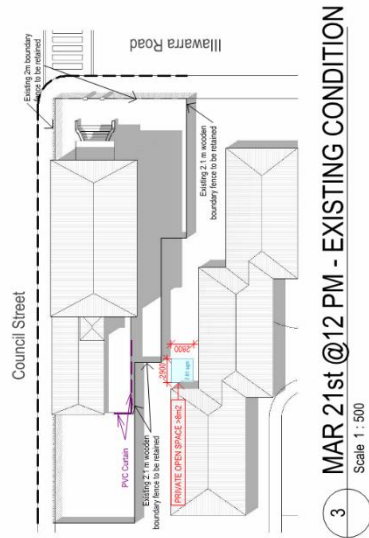 Council Street
Illawarra Road
Existing 2m boundary
fence to be retained
Existing 2.1 m wooden
boundary fence to be retained
PVC Curtain
Existing 2.1 m wooden
boundary fence to be retained
2800
2900
PRIVATE OPEN SPACE >8m2
3
MAR 21st @12 PM - EXISTING CONDITION
Scale 1 : 500